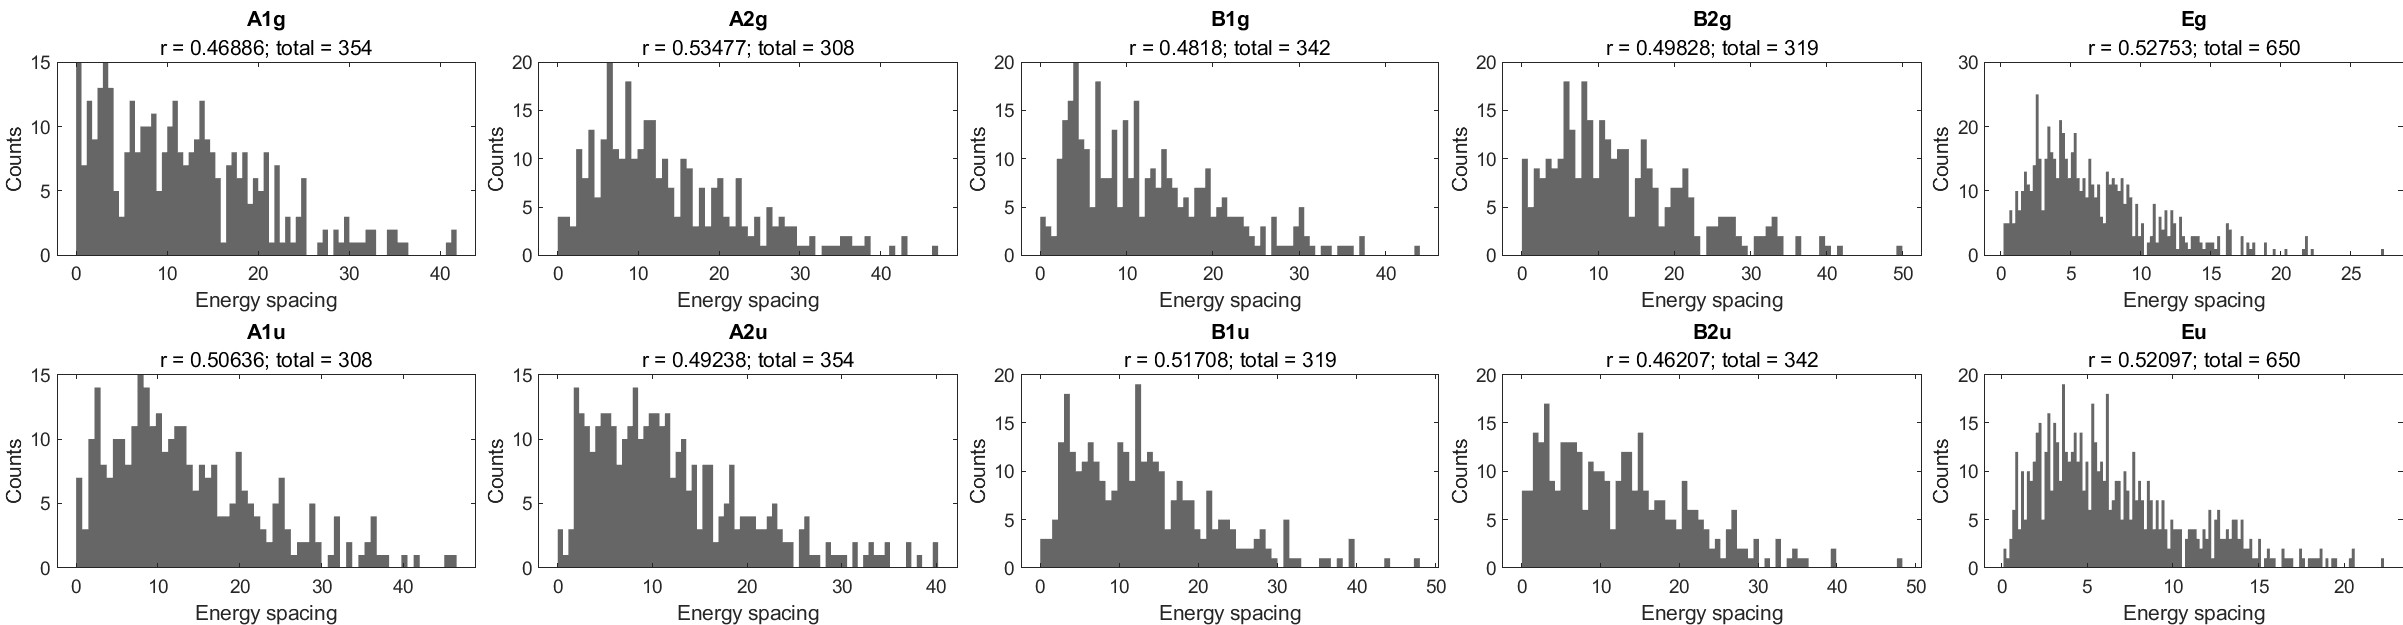 A1g
r = 0.46886; total = 354
15
10
5
0
Counts
0 10 20 30 40
Energy spacing
A2g
r = 0.53477; total = 308
20
15
10
5
0
Counts
0 10 20 30 40
Energy spacing
B1g
r = 0.4818; total = 342
20
15
10
5
0
Counts
0 10 20 30 40
Energy spacing
B2g
r = 0.49828; total = 319
20
15
10
5
0
Counts
0 10 20 30 40 50
Energy spacing
Eg
r = 0.52753; total = 650
30
20
10
0
Counts
0 5 10 15 20 25
Energy spacing
A1u
r = 0.50636; total = 308
15
10
5
0
Counts
0 10 20 30 40
Energy spacing
A2u
r = 0.49238; total = 354
15
10
5
0
Counts
0 10 20 30 40
Energy spacing
B1u
r = 0.51708; total = 319
20
15
10
5
0
Counts
0 10 20 30 40 50
Energy spacing
B2u
r = 0.46207; total = 342
20
15
10
5
0
Counts
0 10 20 30 40 50
Energy spacing
Eu
r = 0.52097; total = 650
20
15
10
5
0
Counts
0 5 10 15 20
Energy spacing